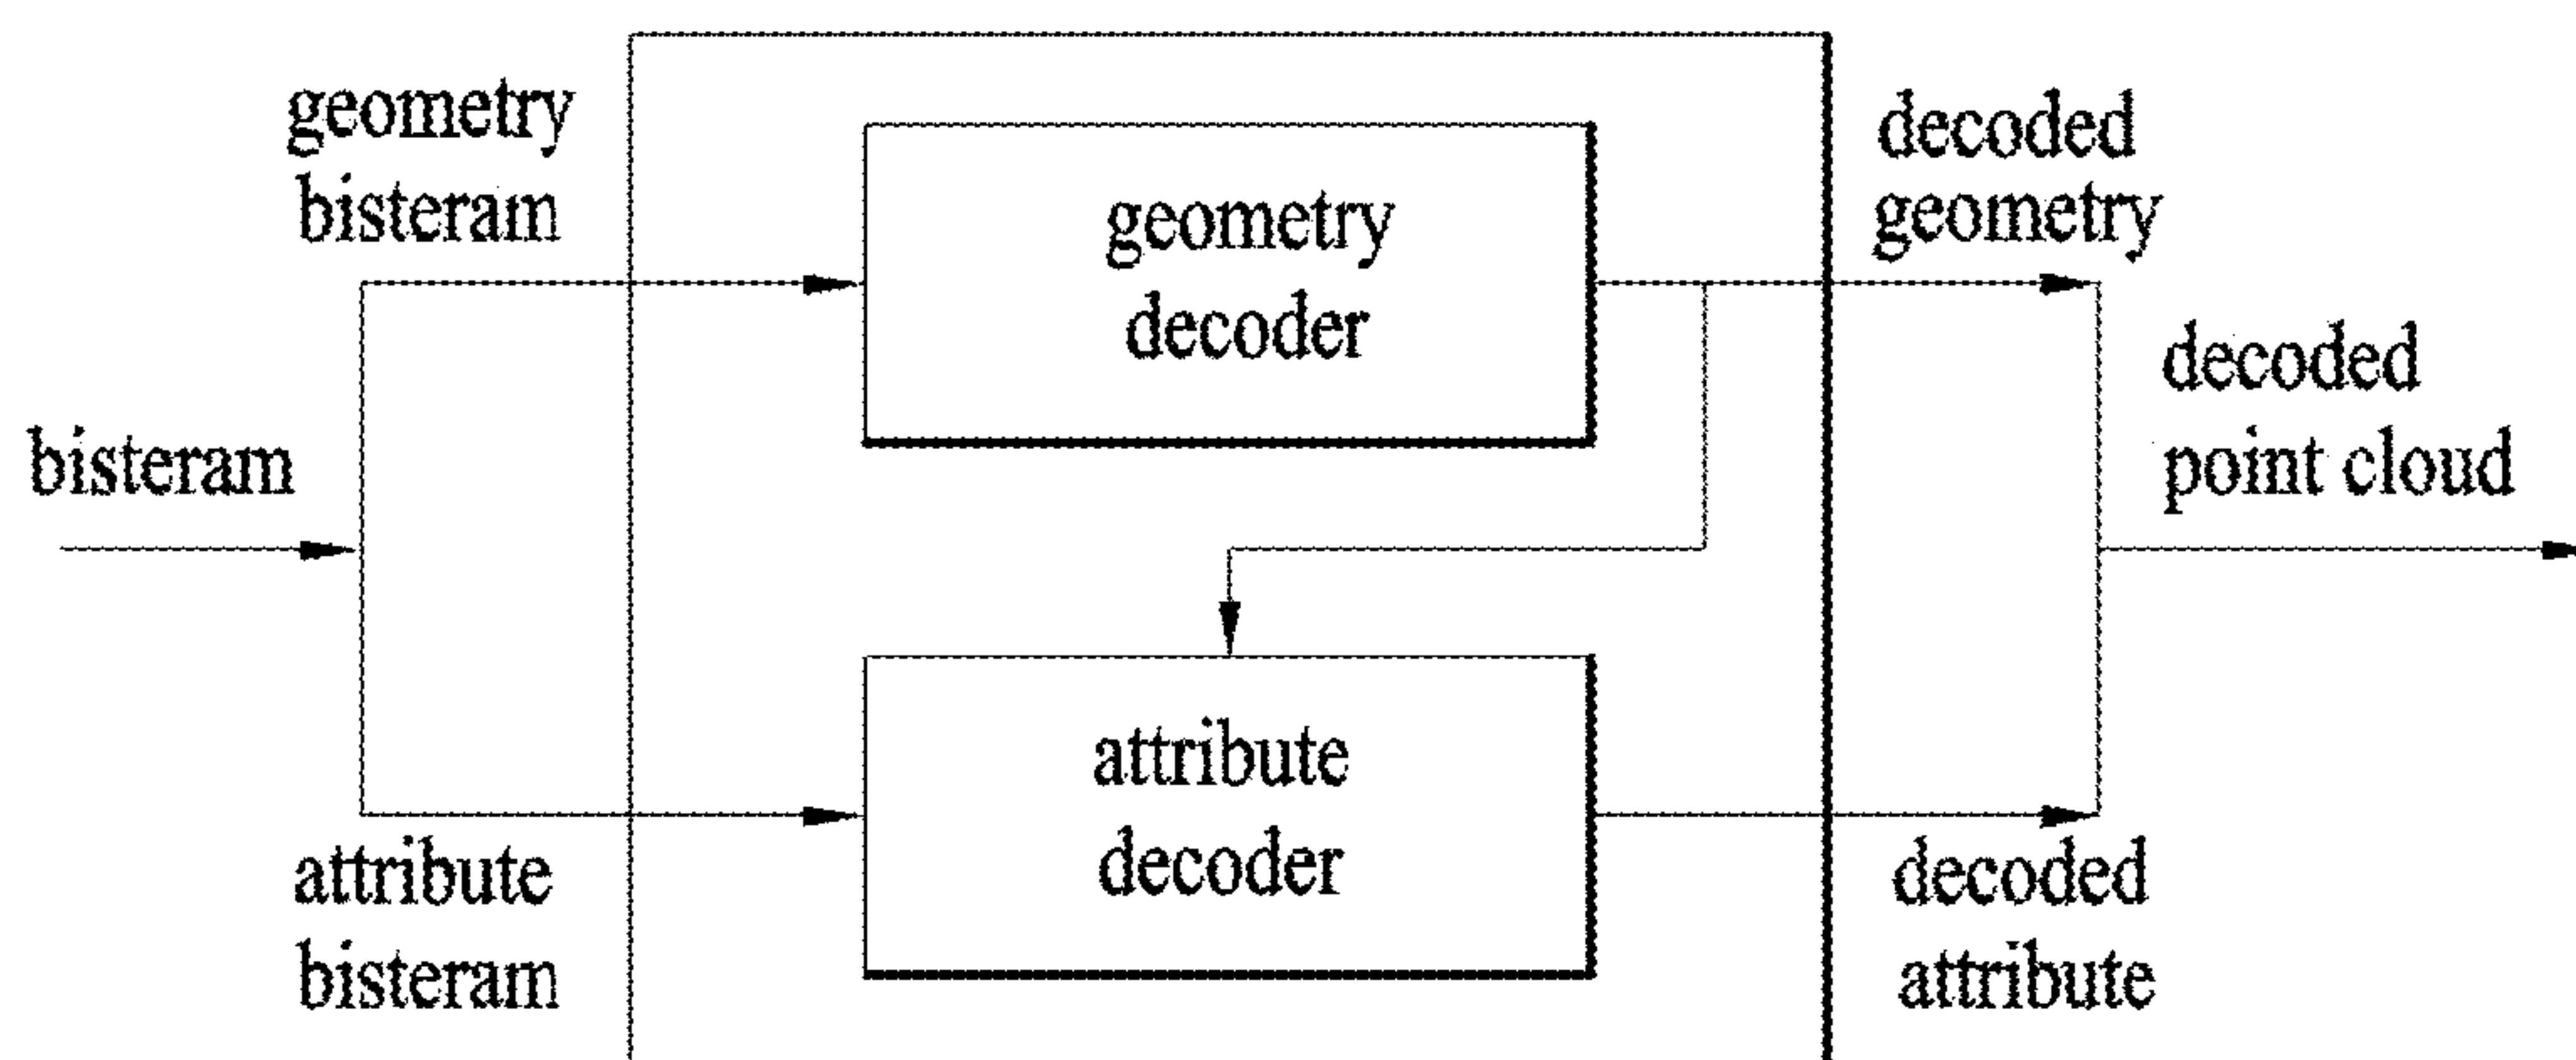 geometry
bisteram
decoded
geometry
geometry
decoder
decoded
point cloud
bisteram
attribute
decoder
attribute
bisteram
decoded
attribute